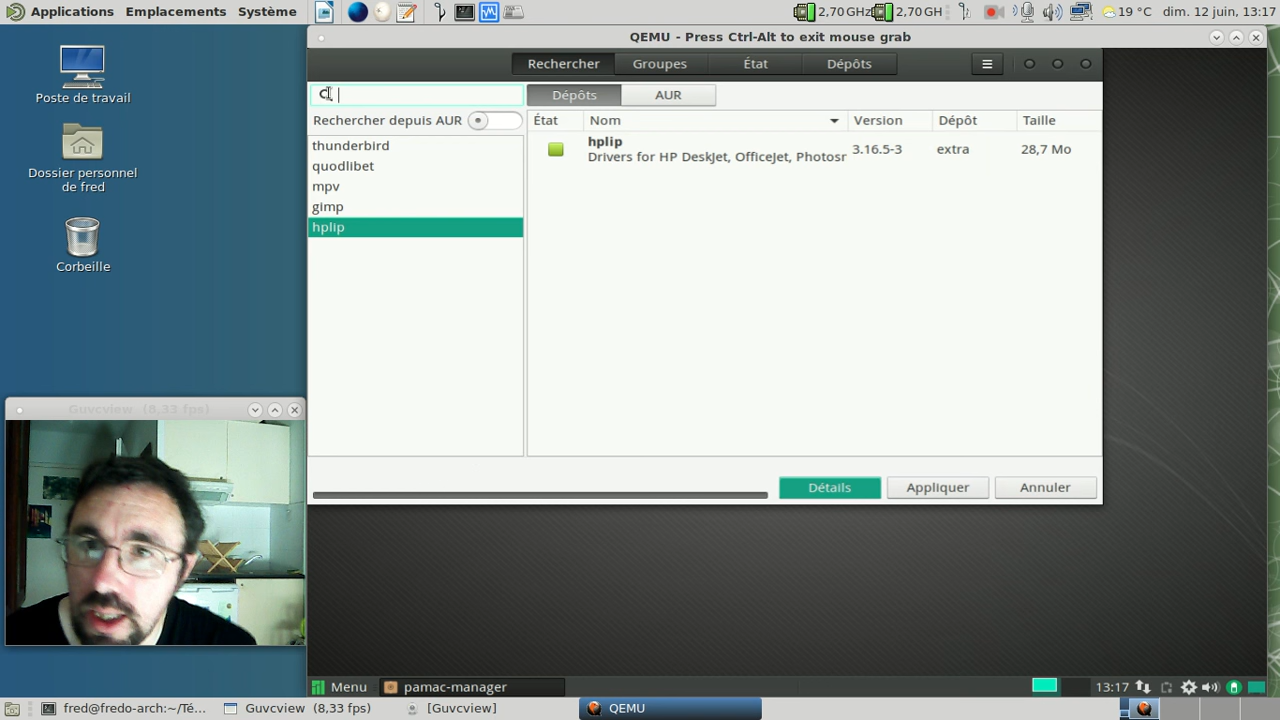 Applications Emplacements Système
2,70 GHz 2,70 GH 19 °C dim. 12 juin, 13:17
Poste de travail
Dossier personnel
de fred
Corbeille
QEMU - Press Ctrl-Alt to exit mouse grab
Rechercher Groupes État Dépôts
Dépôts AUR
Rechercher depuis AUR
thunderbird
quodlibet
mpv
gimp
hplip
État Nom Version Dépôt Taille
hplip
Drivers for HP DeskJet, OfficeJet, Photosr
3.16.5-3 extra 28,7 Mo
Détails Appliquer Annuler
Guvcview (8,33 fps)
Menu pamac-manager 13:17
fred@fredo-arch:~/Té... Guvcview (8,33 fps) [Guvcview] QEMU